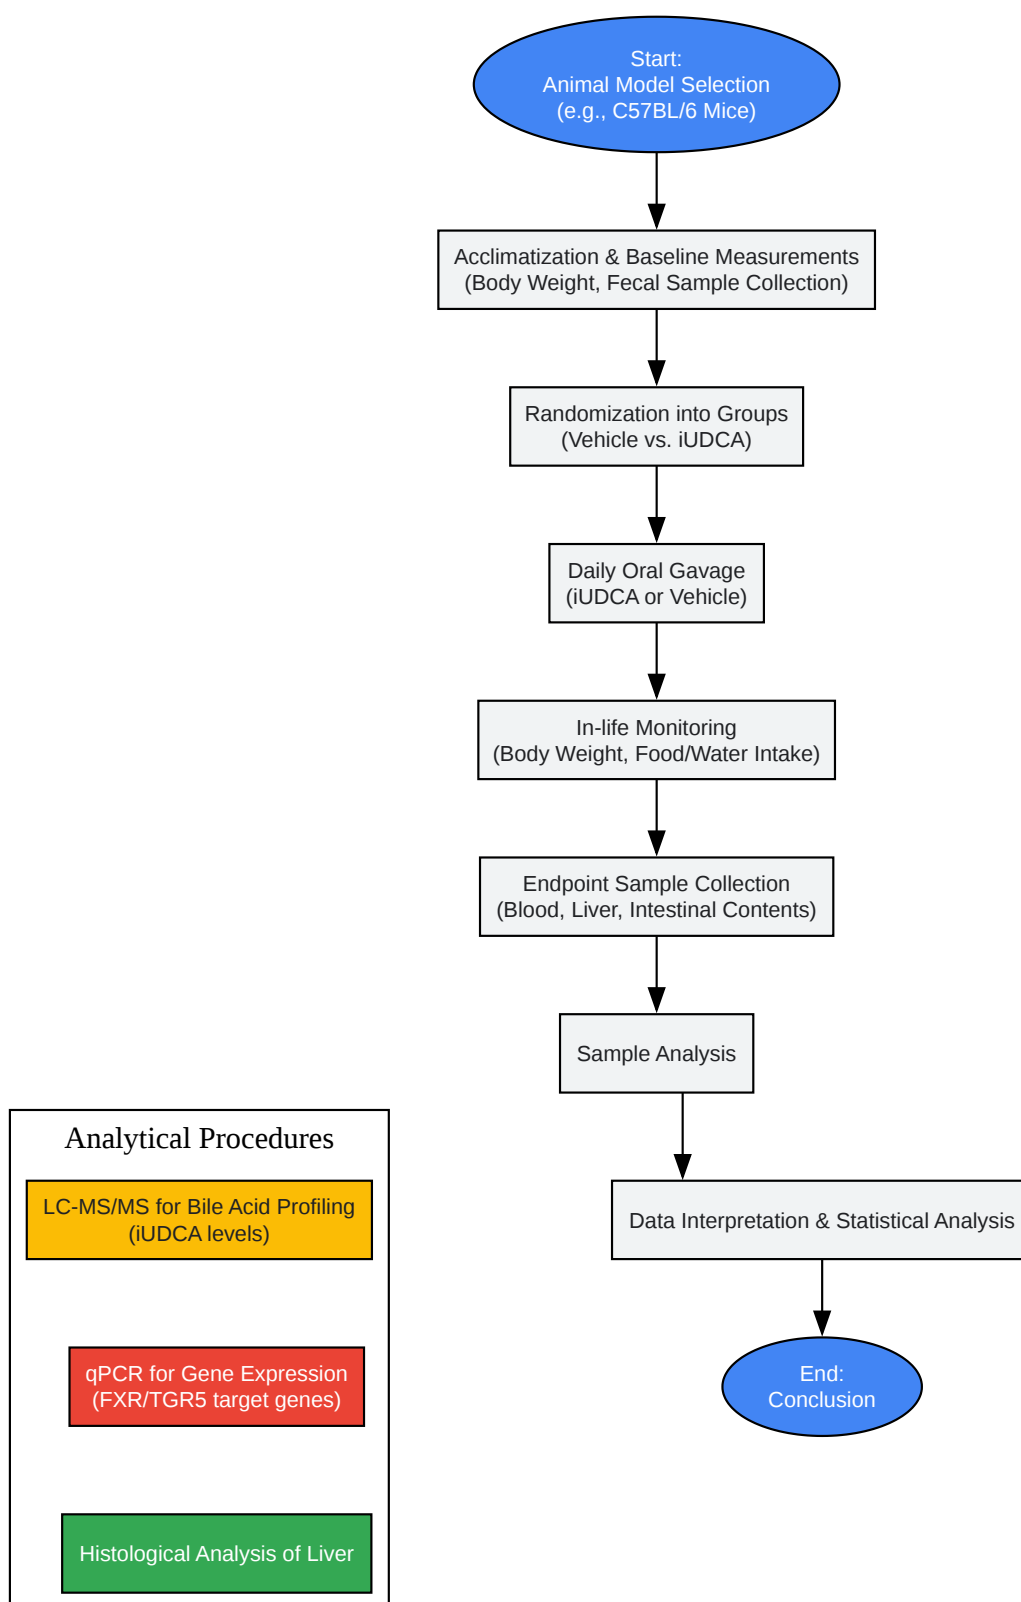 Start:
Animal Model Selection
(e.g., C57BL/6 Mice)
Acclimatization & Baseline Measurements
(Body Weight, Fecal Sample Collection)
Randomization into Groups
(Vehicle vs. iUDCA)
Daily Oral Gavage
(iUDCA or Vehicle)
In-life Monitoring
(Body Weight, Food/Water Intake)
Endpoint Sample Collection
(Blood, Liver, Intestinal Contents)
Sample Analysis
Data Interpretation & Statistical Analysis
End:
Conclusion
Analytical Procedures
LC-MS/MS for Bile Acid Profiling
(iUDCA levels)
qPCR for Gene Expression
(FXR/TGR5 target genes)
Histological Analysis of Liver